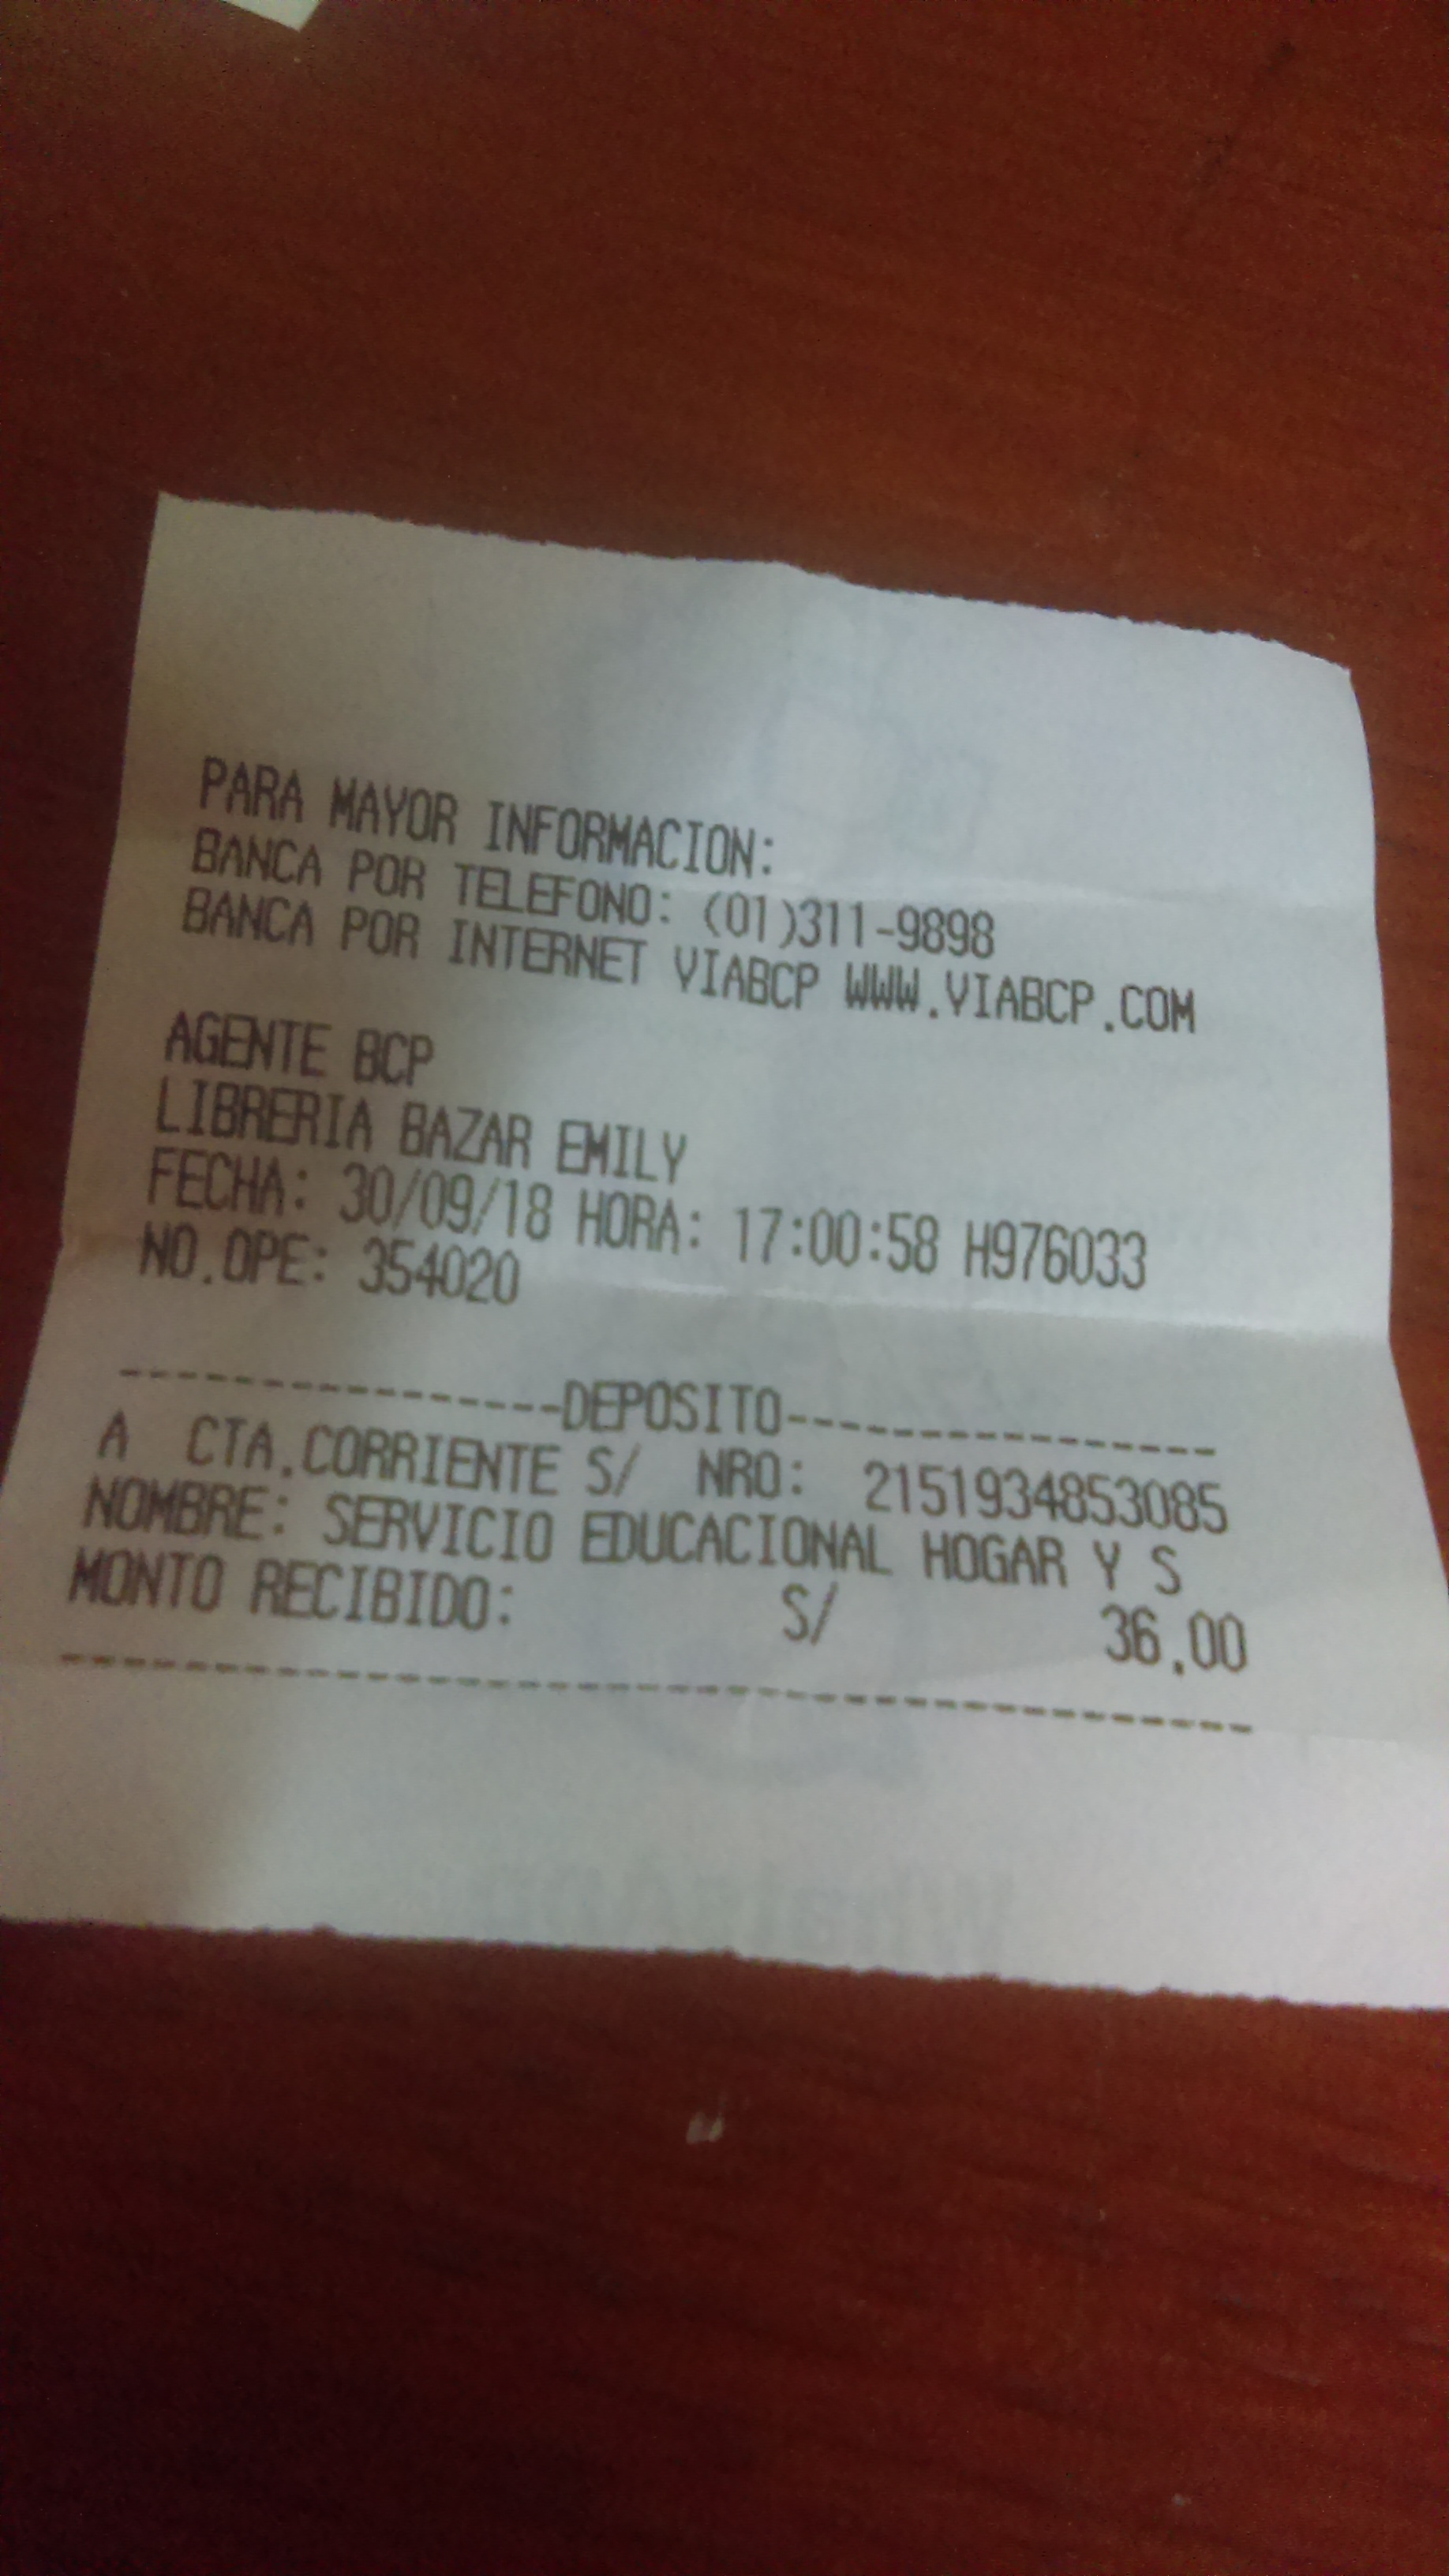 PARA MAYOR INFORMACION:
BANCA POR TELEFONO: (01)311-9898
BANCA POR INTERNET VIABCP WWW.VIABCP.COM
AGENTE BCP
LIBRERIA BAZAR EMILY
FECHA: 30/09/18 HORA: 17:00:58 H976033
NO.OPE: 354020
----------------DEPOSITO----------------
A CTA.CORRIENTE S/ NRO: 2151934853085
NOMBRE: SERVICIO EDUCACIONAL HOGAR Y S
MONTO RECIBIDO: S/ 36.00